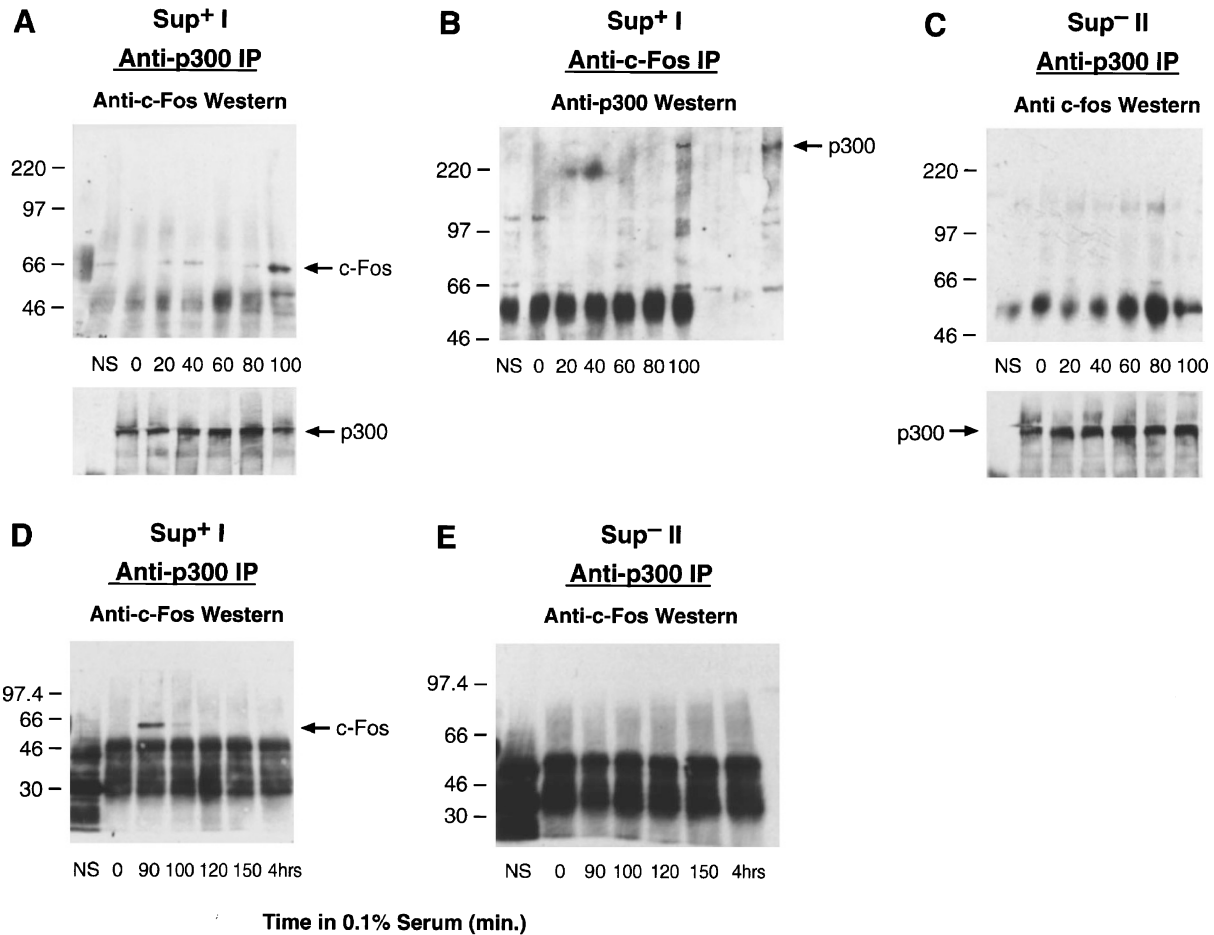 A
Sup+ I
Anti-p300 IP
Anti-c-Fos Western
220
97
66
46
c-Fos
NS 0 20 40 60 80 100
p300
B
Sup+ I
Anti-c-Fos IP
Anti-p300 Western
220
97
66
46
p300
NS 0 20 40 60 80 100
C
Sup− II
Anti-p300 IP
Anti c-fos Western
220
97
66
46
NS 0 20 40 60 80 100
p300
D
Sup+ I
Anti-p300 IP
Anti-c-Fos Western
97.4
66
46
30
c-Fos
NS 0 90 100 120 150 4hrs
E
Sup− II
Anti-p300 IP
Anti-c-Fos Western
97.4
66
46
30
NS 0 90 100 120 150 4hrs
Time in 0.1% Serum (min.)